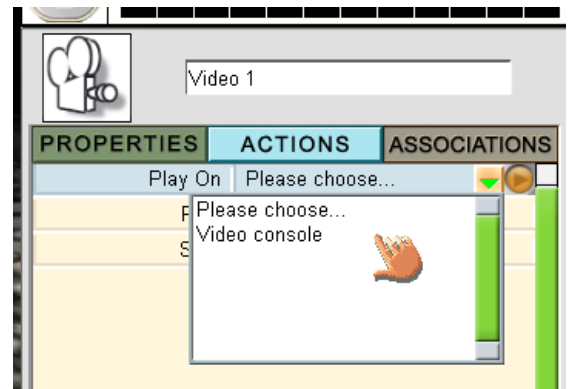 Video 1
PROPERTIES ACTIONS ASSOCIATIONS
Play On Please choose...
Please choose...
Video console